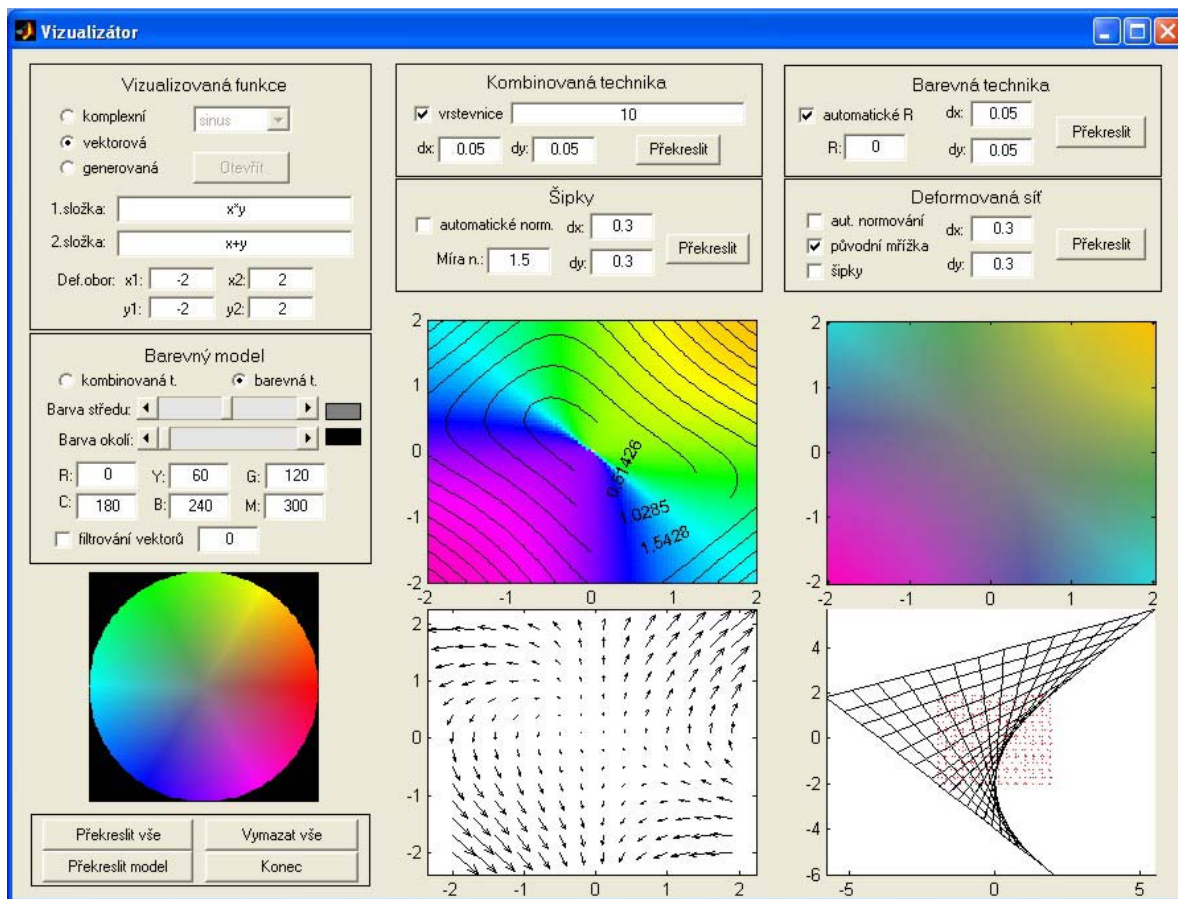 Vizualizátor
Vizualizovaná funkce
komplexní
sinus
vektorová
generovaná
Otevřít
1.složka: x*y
2.složka: x+y
Def.obor: x1: -2 x2: 2
y1: -2 y2: 2
Barevný model
kombinovaná t. barevná t.
Barva středu:
Barva okolí:
R: 0 Y: 60 G: 120
C: 180 B: 240 M: 300
filtrování vektorů 0
Překreslit vše Vymazat vše
Překreslit model Konec
Kombinovaná technika
vrstevnice 10
dx: 0.05 dy: 0.05 Překreslit
Šipky
automatické norm. dx: 0.3
Míra n.: 1.5 dy: 0.3 Překreslit
Barevná technika
automatické R dx: 0.05
R: 0 dy: 0.05 Překreslit
Deformovaná síť
aut. normování dx: 0.3
původní mřížka Překreslit
šipky dy: 0.3
2
1
0
-1
-2
-2 -1 0 1 2
0.51426
1.0285
1.5428
2
1
0
-1
-2
-2 -1 0 1 2
2
1
0
-1
-2
-2 -1 0 1 2
4
2
0
-2
-4
-6
-5 0 5